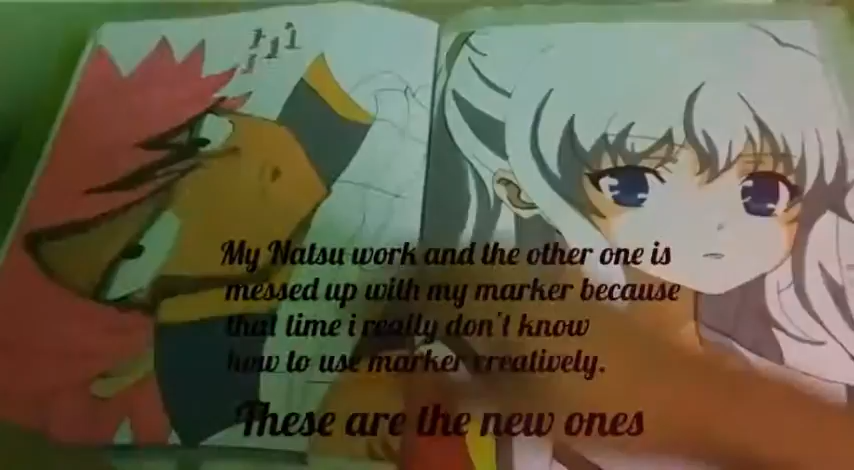 My Natsu work and the other one is
messed up with my marker because
that time i really don't know
how to use marker creatively.
These are the new ones